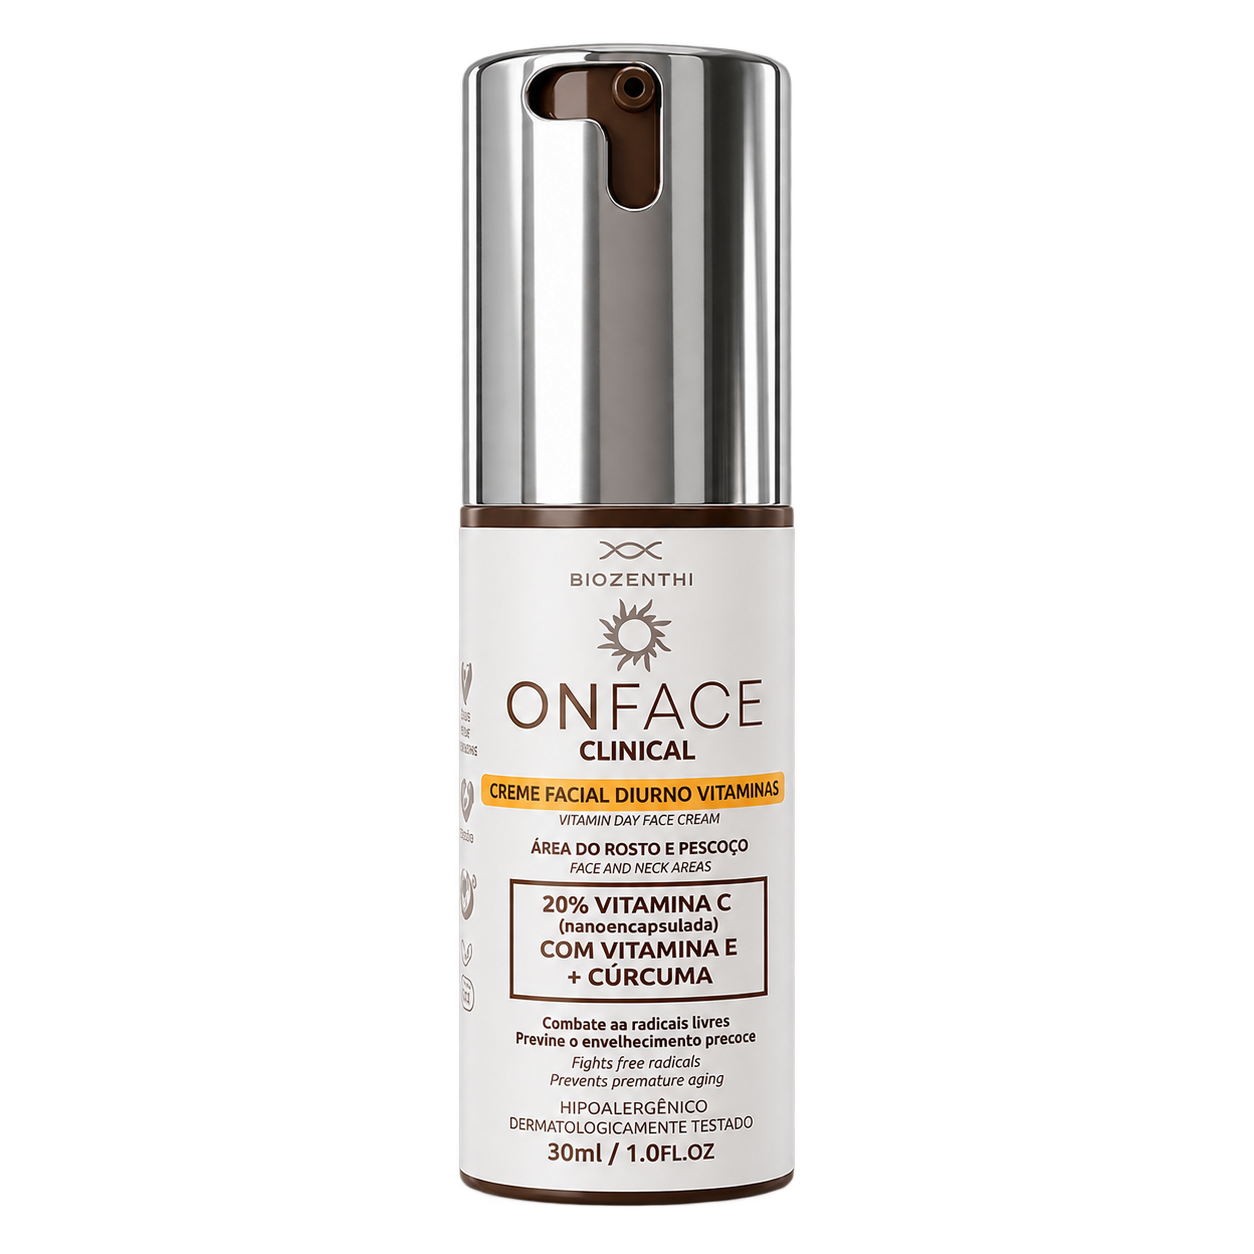 BIOZENTHI
ONFACE
CLINICAL
CREME FACIAL DIURNO VITAMINAS
VITAMIN DAY FACE CREAM
ÁREA DO ROSTO E PESCOÇO
FACE AND NECK AREAS
20% VITAMINA C
(nanoencapsulada)
COM VITAMINA E
+ CÚRCUMA
Combate aa radicais livres
Previne o envelhecimento precoce
Fights free radicals
Prevents premature aging
HIPOALERGÊNICO
DERMATOLOGICAMENTE TESTADO
30ml / 1.0FL.OZ